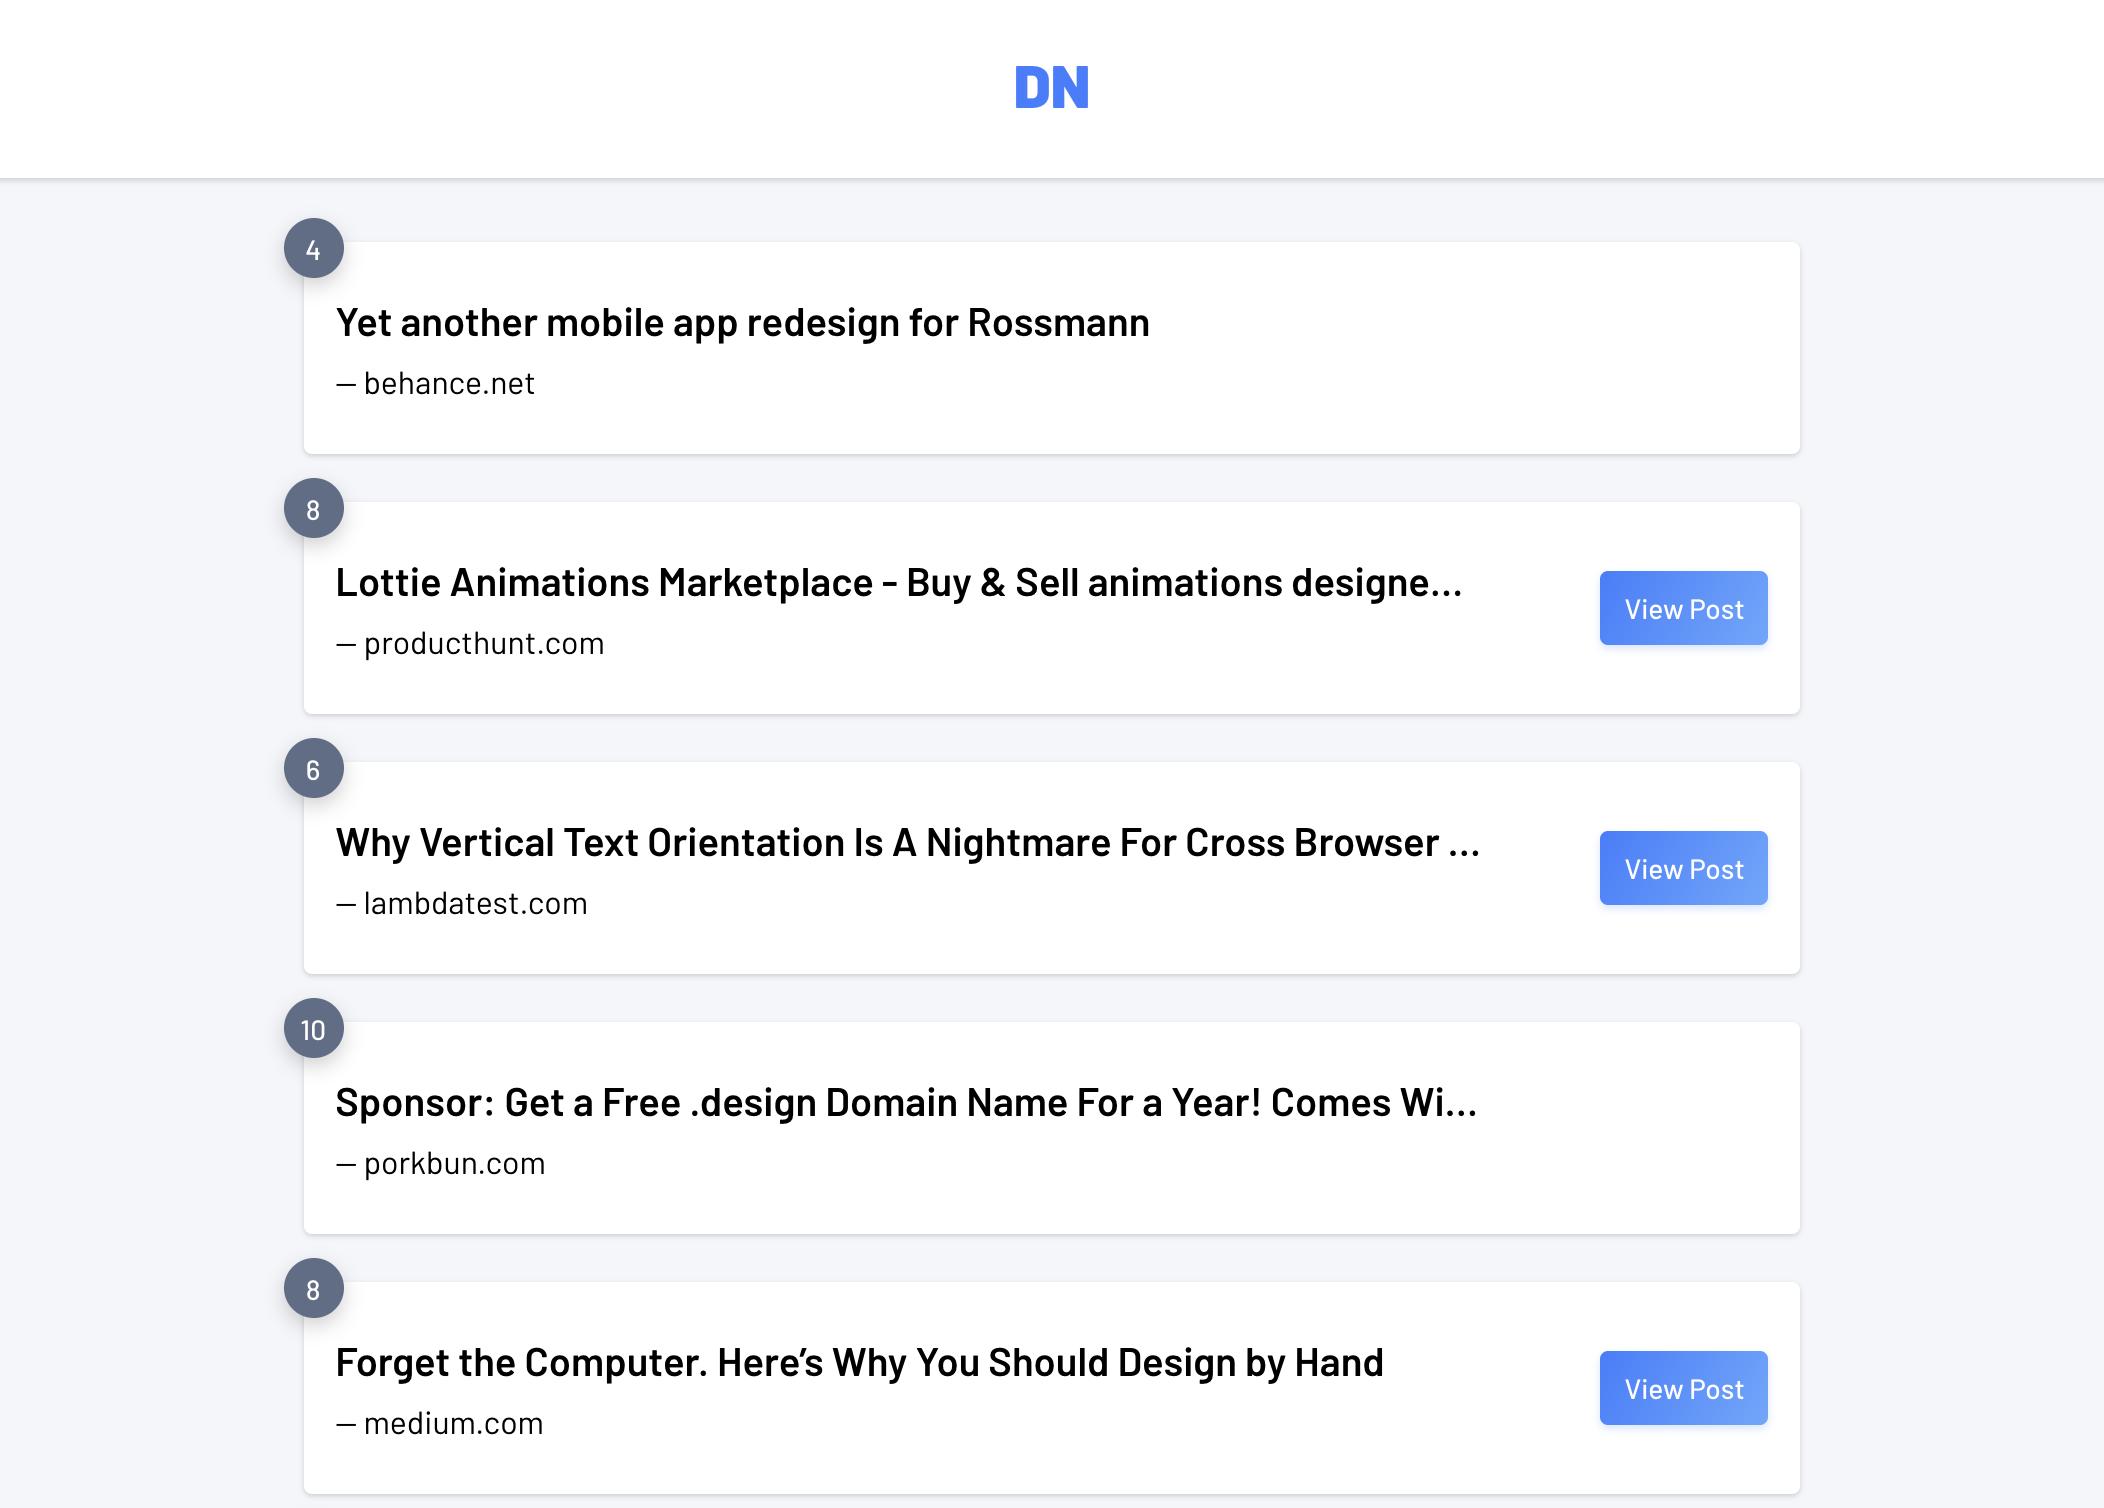 DN
4
Yet another mobile app redesign for Rossmann
— behance.net
8
Lottie Animations Marketplace - Buy & Sell animations designe...
— producthunt.com
View Post
6
Why Vertical Text Orientation Is A Nightmare For Cross Browser ...
— lambdatest.com
View Post
10
Sponsor: Get a Free .design Domain Name For a Year! Comes Wi...
— porkbun.com
8
Forget the Computer. Here’s Why You Should Design by Hand
— medium.com
View Post